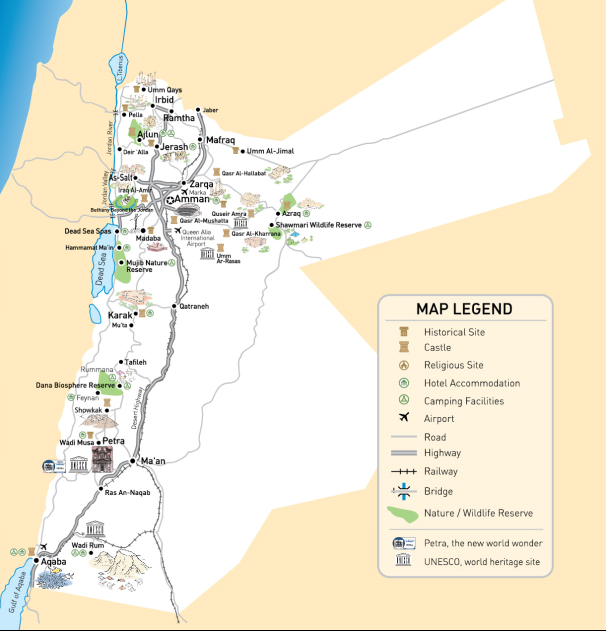 L.Tiberius
Umm Qays
Irbid
Ramtha
Jaber
Pella
Jordan River
Ajlun
Deir 'Alla
Jerash
Mafraq
Umm Al-Jimal
Jordan Valley
As-Salt
Zarqa
Marka
Qasr Al-Hallabat
Iraq Al-Amir
Amman
Bethany Beyond the Jordan
Quseir Amra
Azraq
Qasr Al-Mushatta
Shawmari Wildlife Reserve
Dead Sea Spas
Madaba
Queen Alia
International
Airport
Qasr Al-Kharrana
Hammamat Ma'in
Umm
Ar-Rasas
Dead Sea
Mujib Nature
Reserve
Qatraneh
Karak
Mu'ta
Tafileh
Rummana
Dana Biosphere Reserve
Feynan
Desert Highway
Showkak
Wadi Musa
Petra
Ma'an
Ras An-Naqab
Wadi Rum
Aqaba
Gulf of Aqaba
MAP LEGEND
Historical Site
Castle
Religious Site
Hotel Accommodation
Camping Facilities
Airport
Road
Highway
Railway
Bridge
Nature / Wildlife Reserve
Petra, the new world wonder
UNESCO, world heritage site